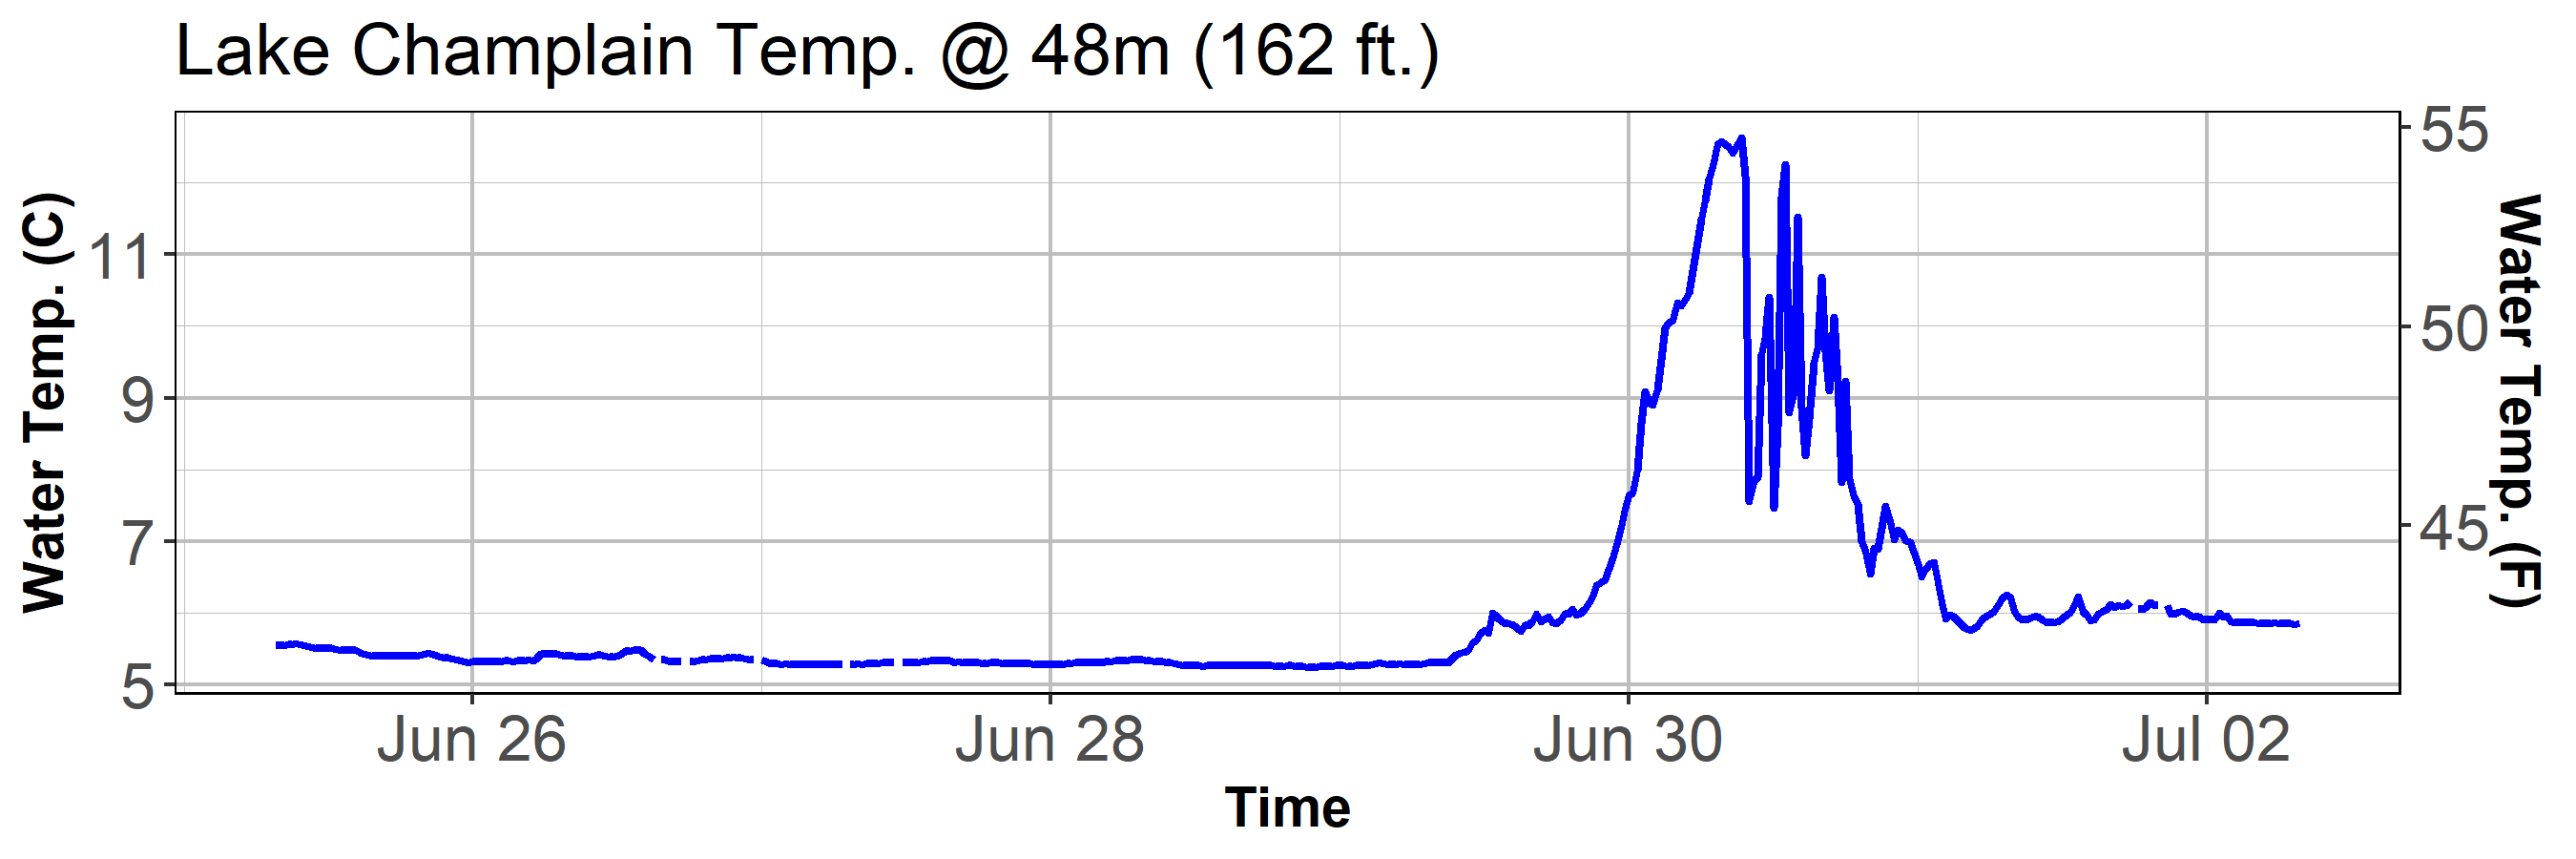 Lake Champlain Temp. @ 48m (162 ft.)
Water Temp. (C)
11
9
7
5
55
50
45
Water Temp. (F)
Jun 26
Jun 28
Jun 30
Jul 02
Time